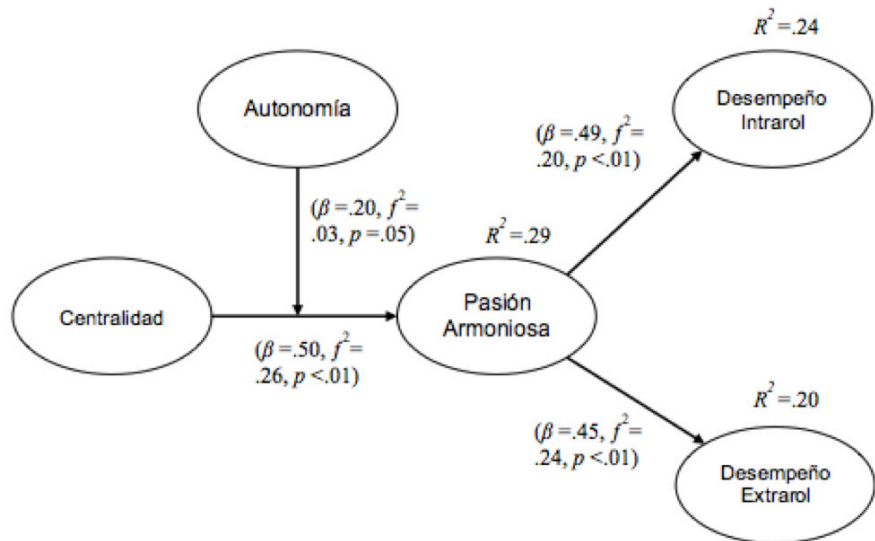 R² =.24
Autonomía
Desempeño
Intrarol
(β =.49, f²=
.20, p <.01)
(β =.20, f²=
.03, p =.05)
R² =.29
Centralidad
Pasión
Armoniosa
(β =.50, f²=
.26, p <.01)
R² =.20
(β =.45, f²=
.24, p <.01)
Desempeño
Extrarol